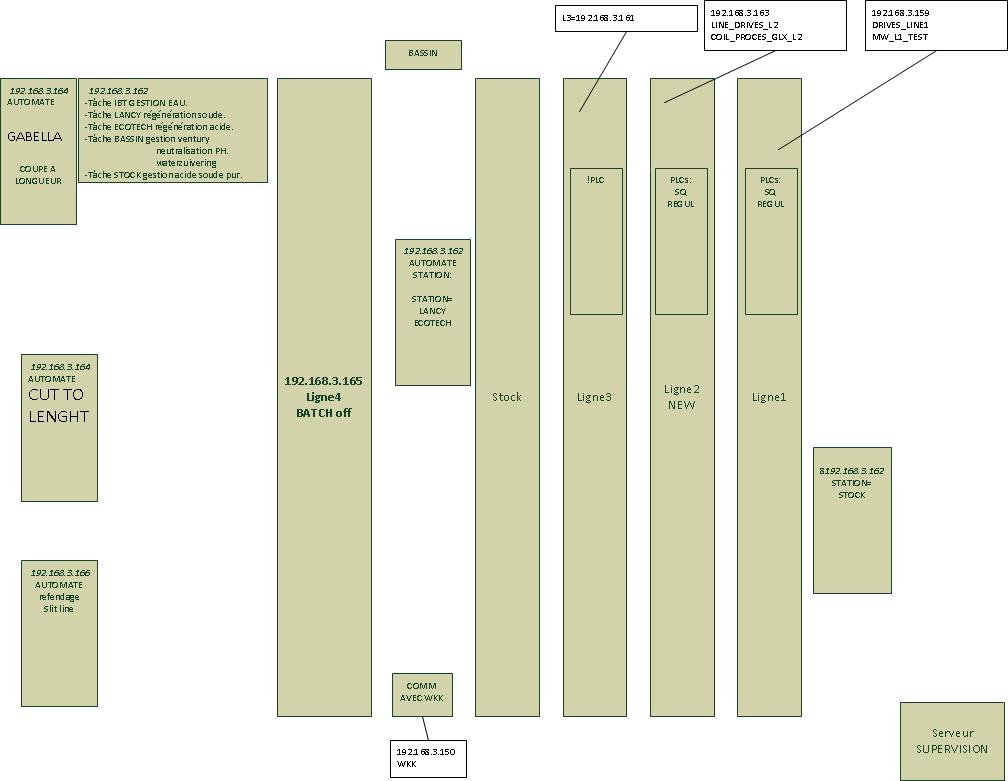 L3=192.168.3.161
192.168.3.163
LINE_DRIVES_L2
COIL_PROCES_GLX_L2
192.168.3.159
DRIVES_LINE1
MW_L1_TEST
BASSIN
192.168.3.164
AUTOMATE
GABELLA
COUPE A
LONGUEUR
192.168.3.162
-Tâche IBT GESTION EAU.
-Tâche LANCY régénération soude.
-Tâche ECOTECH régénération acide.
-Tâche BASSIN gestion ventury
neutralisation PH.
waterzuivering
-Tâche STOCK gestion acide soude pur.
!PLC
PLCs:
SQ,
REGUL
PLCs:
SQ,
REGUL
192.168.3.162
AUTOMATE
STATION:
STATION=
LANCY
ECOTECH
192.168.3.164
AUTOMATE
CUT TO
LENGHT
192.168.3.165
Ligne4
BATCH off
Stock
Ligne3
Ligne2
NEW
Ligne1
8192.168.3.162
STATION=
STOCK
192.168.3.166
AUTOMATE
refendage
Slit line
COMM
AVEC WKK
192.168.3.150
WKK
Serveur
SUPERVISION